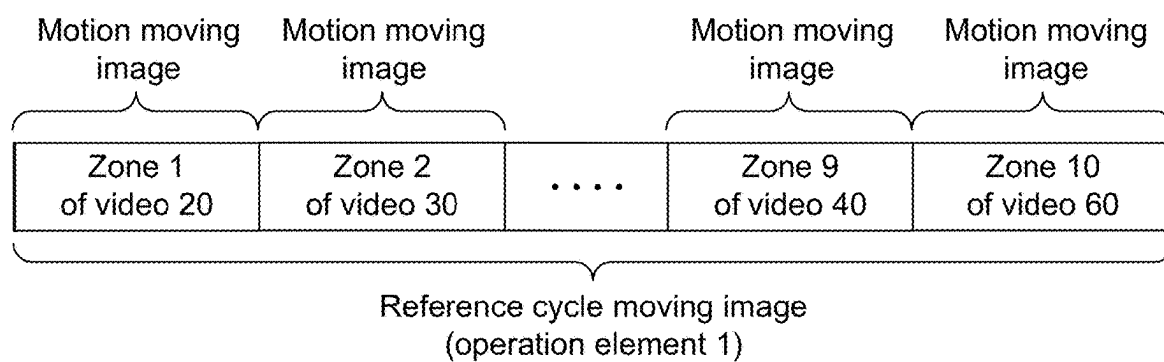 Motion moving
image
Motion moving
image
Motion moving
image
Motion moving
image
Zone 1
of video 20
Zone 2
of video 30
....
Zone 9
of video 40
Zone 10
of video 60
Reference cycle moving image
(operation element 1)